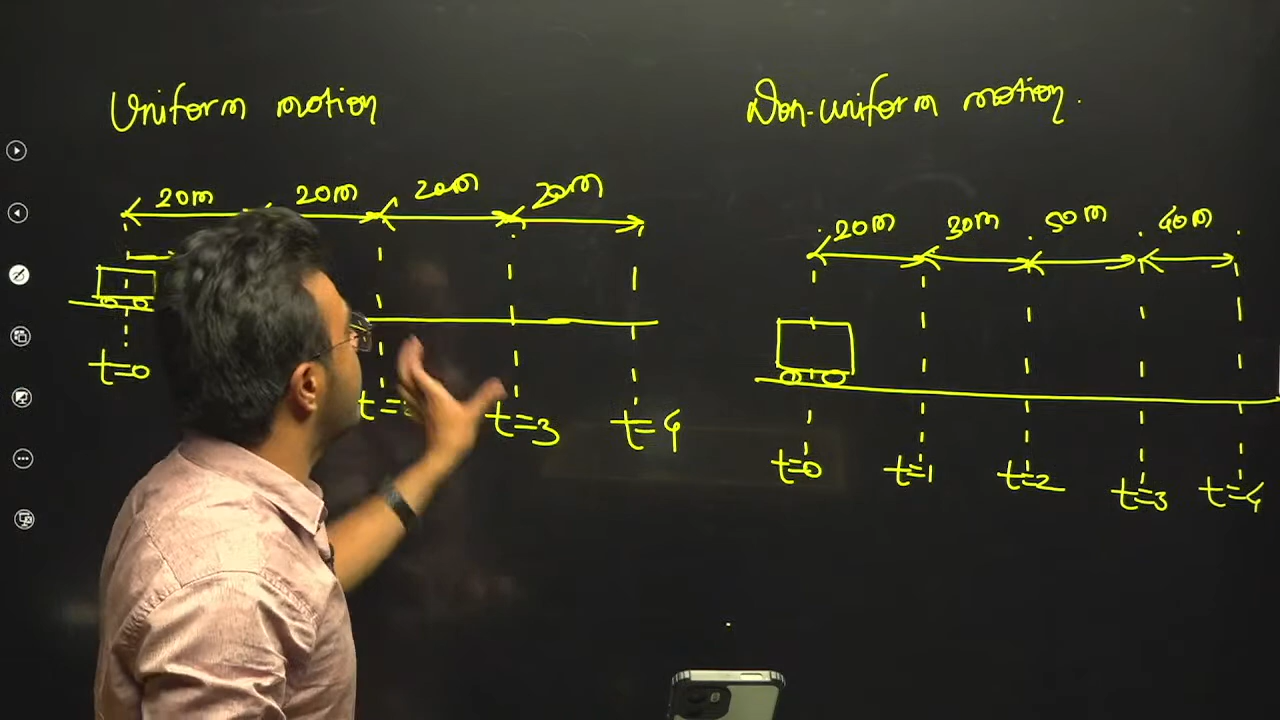 Uniform motion
20m 20m 20m 20m
t=0 t=3 t=4
Non-uniform motion.
20m 30m 50m 40m
t=0 t=1 t=2 t=3 t=4